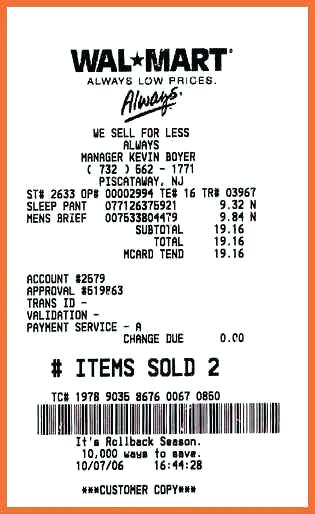 WAL★MART®
ALWAYS LOW PRICES.
Always.
WE SELL FOR LESS
ALWAYS
MANAGER KEVIN BOYER
( 732 ) 562 - 1771
PISCATAWAY, NJ
ST# 2633 OP# 00002994 TE# 16 TR# 03967
SLEEP PANT 077126375921 9.32 N
MENS BRIEF 007533804479 9.84 N
SUBTOTAL 19.16
TOTAL 19.16
MCARD TEND 19.16
ACCOUNT #2579
APPROVAL #519863
TRANS ID -
VALIDATION -
PAYMENT SERVICE - A
CHANGE DUE 0.00
# ITEMS SOLD 2
TC# 1978 9035 8676 0067 0850
It's Rollback Season.
10,000 ways to save.
10/07/06 16:44:28
***CUSTOMER COPY***